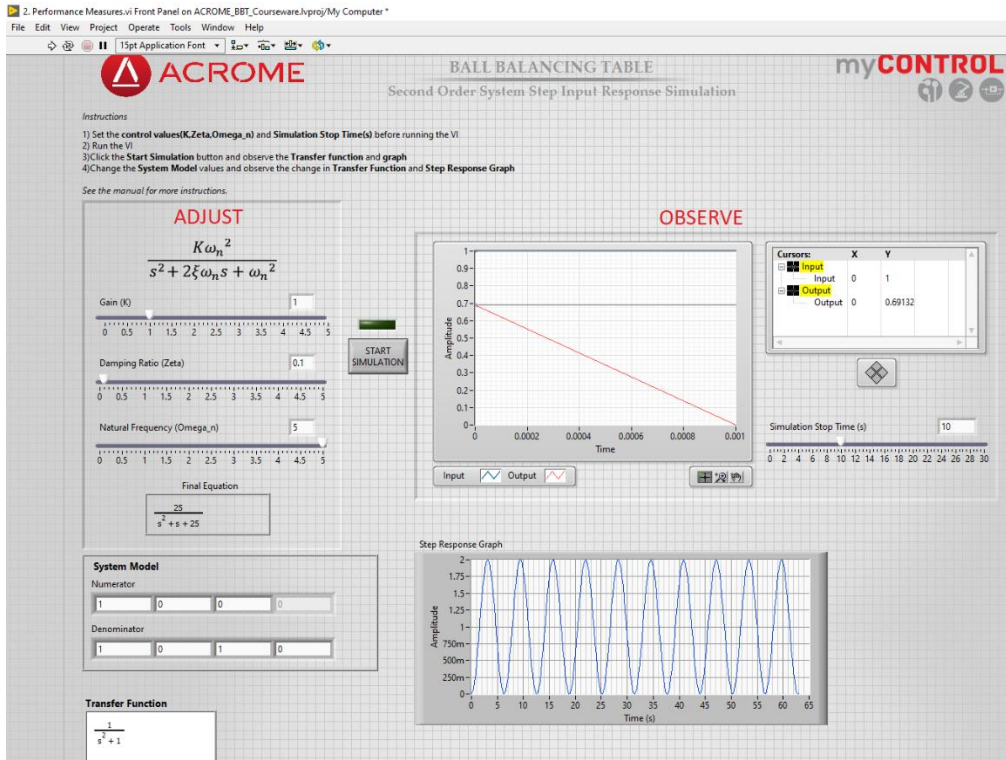 2. Performance Measures.vi Front Panel on ACROME_BBT_Courseware.lvproj/My Computer *
File Edit View Project Operate Tools Window Help
15pt Application Font
ACROME
BALL BALANCING TABLE
Second Order System Step Input Response Simulation
myCONTROL
Instructions
1) Set the control values(K,Zeta,Omega_n) and Simulation Stop Time(s) before running the VI
2) Run the VI
3)Click the Start Simulation button and observe the Transfer function and graph
4)Change the System Model values and observe the change in Transfer Function and Step Response Graph
See the manual for more instructions.
ADJUST
Kωn²
s² + 2ξωns + ωn²
Gain (K) 1
0 0.5 1 1.5 2 2.5 3 3.5 4 4.5 5
Damping Ratio (Zeta) 0.1
0 0.5 1 1.5 2 2.5 3 3.5 4 4.5 5
Natural Frequency (Omega_n) 5
0 0.5 1 1.5 2 2.5 3 3.5 4 4.5 5
Final Equation
25
s² + s + 25
START
SIMULATION
OBSERVE
1
0.9
0.8
0.7
0.6
0.5
0.4
0.3
0.2
0.1
0
Amplitude
0 0.0002 0.0004 0.0006 0.0008 0.001
Time
Input Output
Cursors: X Y
Input
Input 0 1
Output
Output 0 0.69132
Simulation Stop Time (s) 10
0 2 4 6 8 10 12 14 16 18 20 22 24 26 28 30
System Model
Numerator
1 0 0 0
Denominator
1 0 1 0
Transfer Function
1
s² + 1
Step Response Graph
2
1.75
1.5
1.25
1
750m
500m
250m
0
Amplitude
0 5 10 15 20 25 30 35 40 45 50 55 60 65
Time (s)